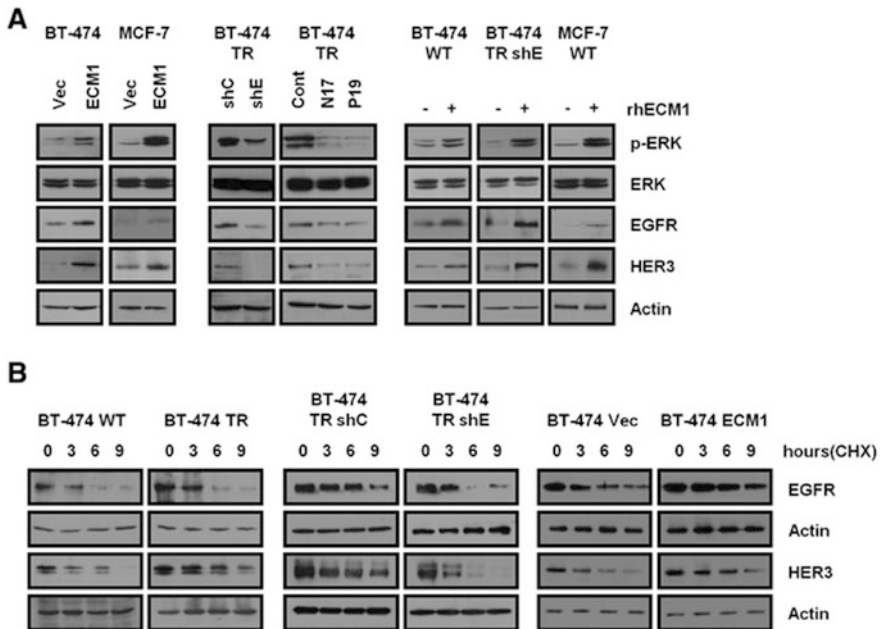 A
BT-474 MCF-7 BT-474 TR BT-474 TR BT-474 WT BT-474 TR shE MCF-7 WT
Vec ECM1 Vec ECM1 shC shE Cont N17 P19 - + - + - + rhECM1
p-ERK
ERK
EGFR
HER3
Actin
B
BT-474 WT BT-474 TR BT-474 TR shC BT-474 TR shE BT-474 Vec BT-474 ECM1
0 3 6 9 0 3 6 9 0 3 6 9 0 3 6 9 0 3 6 9 0 3 6 9 hours(CHX)
EGFR
Actin
HER3
Actin